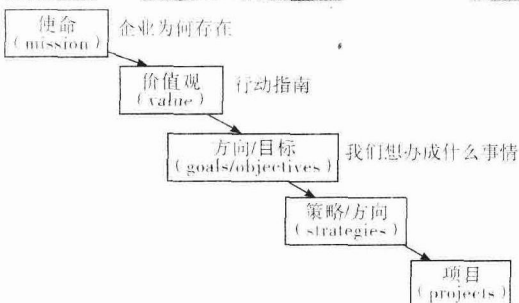 使命
(mission)
企业为何存在
价值观
(value)
行动指南
方向/目标
(goals/objectives)
我们想办成什么事情
策略/方向
(strategies)
项目
(projects)